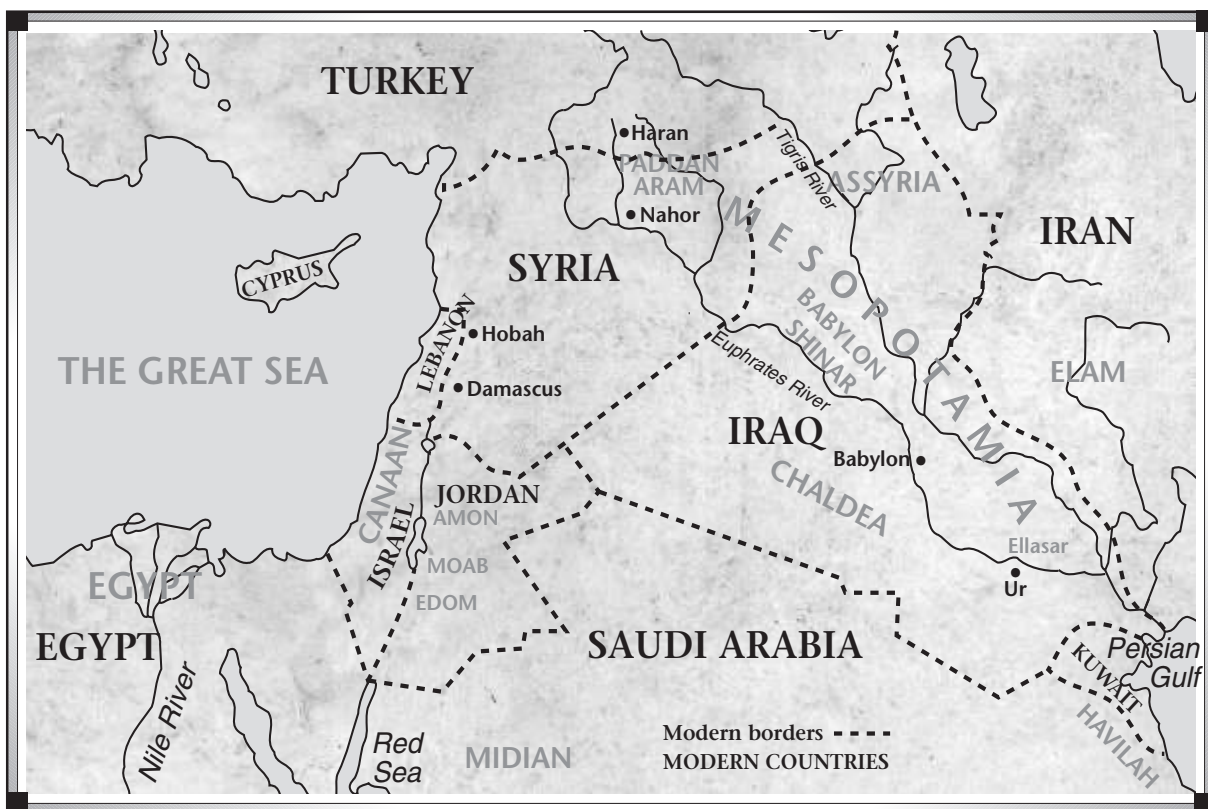 TURKEY
Haran
PADDAN
ARAM
Nahor
Tigris River
ASSYRIA
IRAN
MESOPOTAMIA
CYPRUS
SYRIA
BABYLON
SHINAR
LEBANON
Hobah
Euphrates River
THE GREAT SEA
Damascus
ELAM
IRAQ
Babylon
CHALDEA
CANAAN
JORDAN
AMON
ISRAEL
MOAB
EDOM
Ellasar
Ur
EGYPT
EGYPT
SAUDI ARABIA
Persian
Gulf
KUWAIT
HAVILAH
Nile River
Red
Sea
MIDIAN
Modern borders
MODERN COUNTRIES